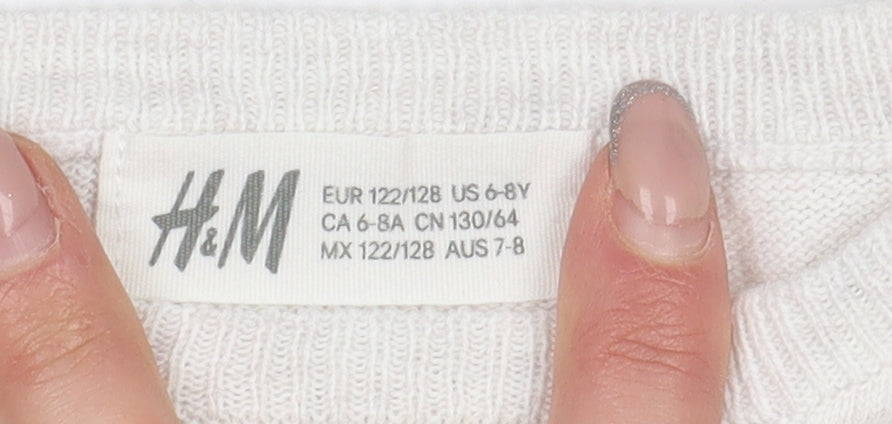 H&M
EUR 122/128 US 6-8Y
CA 6-8A CN 130/64
MX 122/128 AUS 7-8